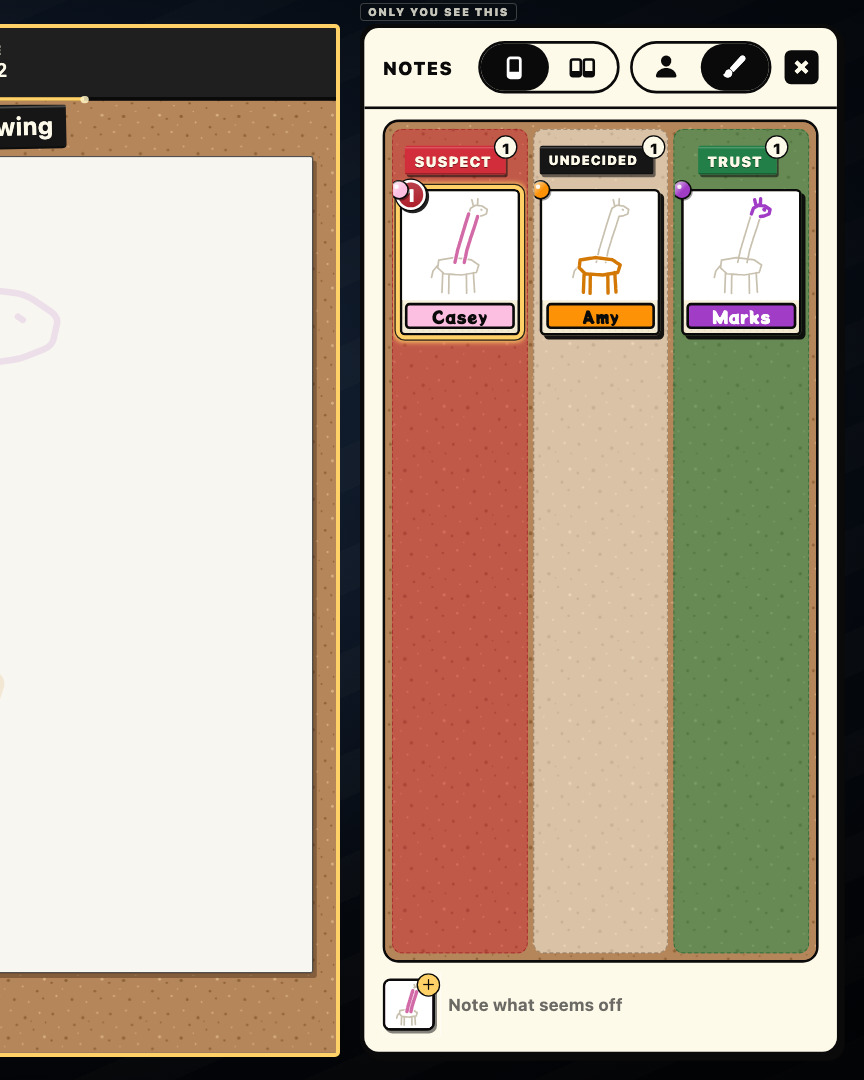 ONLY YOU SEE THIS
2
wing
NOTES
SUSPECT 1
UNDECIDED 1
TRUST 1
1
Casey
Amy
Marks
+
Note what seems off